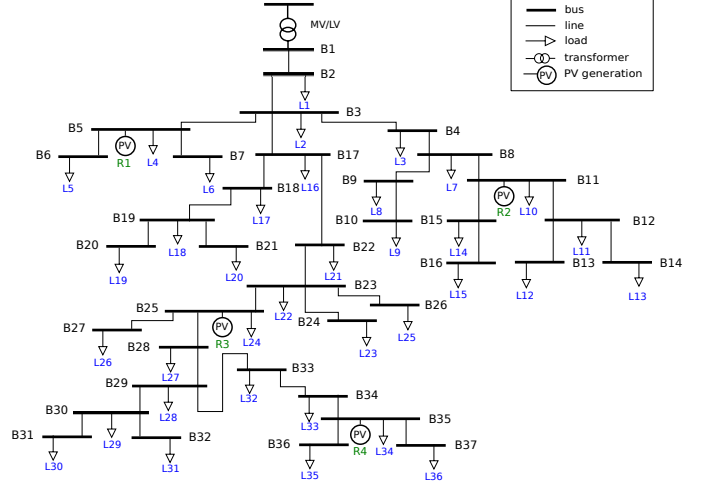 bus
line
MV/LV
load
transformer
B1
PV
PV generation
B2
L1
B3
B5
B4
PV
L2
B6
B7
B17
L3
B8
R1
L4
L5
L6
B18
L16
B9
L7
B11
PV
L17
L8
R2
L10
B19
B10
B15
B12
B20
L18
B21
B22
L9
L14
L11
L19
L20
L21
B16
B13
B14
L15
L12
L13
B23
B25
L22
B26
B24
B27
PV
L24
L25
B28
R3
L23
L26
L27
B33
B29
L32
B34
L28
B30
L33
B35
B31
L29
B32
B36
PV
L34
B37
R4
L30
L31
L35
L36